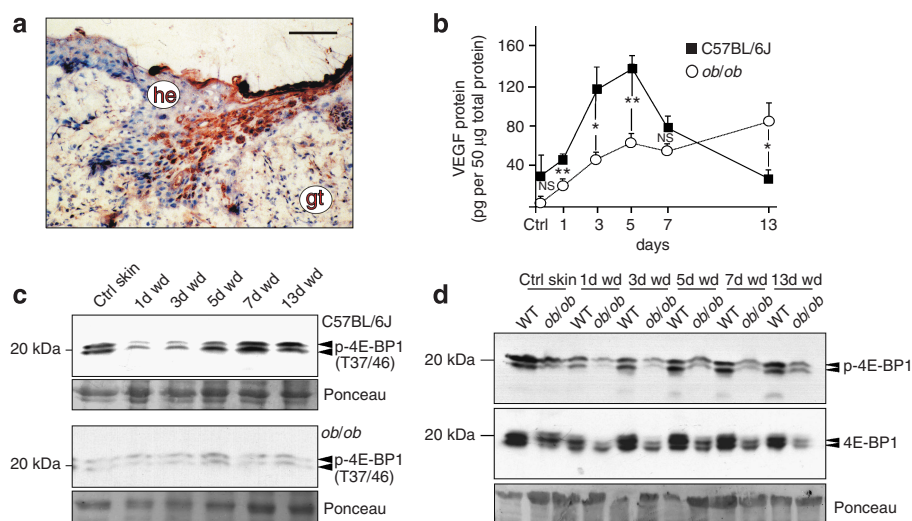 a
he
gt
b
VEGF protein
(pg per 50 µg total protein)
160
120
80
40
C57BL/6J
ob/ob
NS
**
*
**
NS
*
Ctrl 1 3 5 7 13
days
c
Ctrl skin 1d wd 3d wd 5d wd 7d wd 13d wd
C57BL/6J
20 kDa
p-4E-BP1
(T37/46)
Ponceau
ob/ob
20 kDa
p-4E-BP1
(T37/46)
Ponceau
d
Ctrl skin 1d wd 3d wd 5d wd 7d wd 13d wd
WT ob/ob WT ob/ob WT ob/ob WT ob/ob WT ob/ob WT ob/ob
20 kDa
p-4E-BP1
20 kDa
4E-BP1
Ponceau